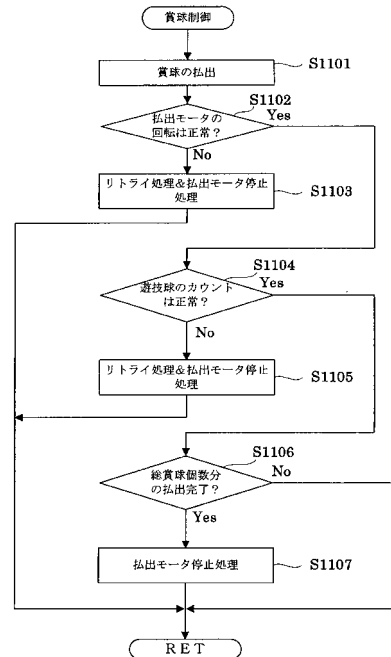 賞球制御
賞球の払出
S1101
払出モータの
回転は正常?
S1102
Yes
No
リトライ処理&払出モータ停止
処理
S1103
遊技球のカウント
は正常?
S1104
Yes
No
リトライ処理&払出モータ停止
処理
S1105
総賞球個数分
の払出完了?
S1106
No
Yes
払出モータ停止処理
S1107
RET